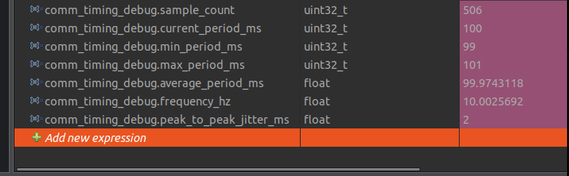 comm_timing_debug.sample_count uint32_t 506
comm_timing_debug.current_period_ms uint32_t 100
comm_timing_debug.min_period_ms uint32_t 99
comm_timing_debug.max_period_ms uint32_t 101
comm_timing_debug.average_period_ms float 99.9743118
comm_timing_debug.frequency_hz float 10.0025692
comm_timing_debug.peak_to_peak_jitter_ms float 2
Add new expression